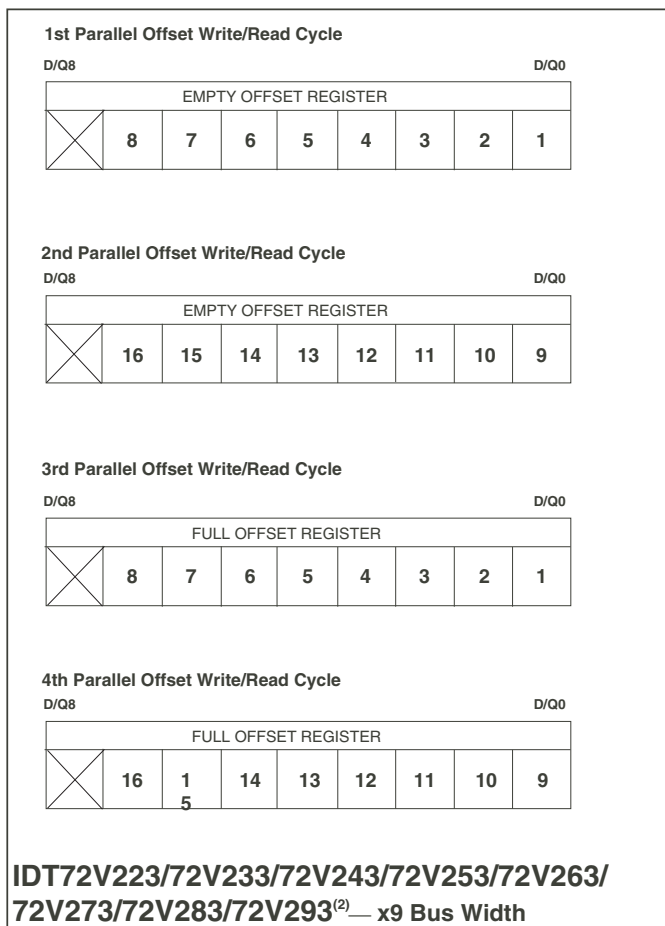 1st Parallel Offset Write/Read Cycle
D/Q8 D/Q0
EMPTY OFFSET REGISTER
8 7 6 5 4 3 2 1
2nd Parallel Offset Write/Read Cycle
D/Q8 D/Q0
EMPTY OFFSET REGISTER
16 15 14 13 12 11 10 9
3rd Parallel Offset Write/Read Cycle
D/Q8 D/Q0
FULL OFFSET REGISTER
8 7 6 5 4 3 2 1
4th Parallel Offset Write/Read Cycle
D/Q8 D/Q0
FULL OFFSET REGISTER
16 15 14 13 12 11 10 9
IDT72V223/72V233/72V243/72V253/72V263/
72V273/72V283/72V293(2)— x9 Bus Width